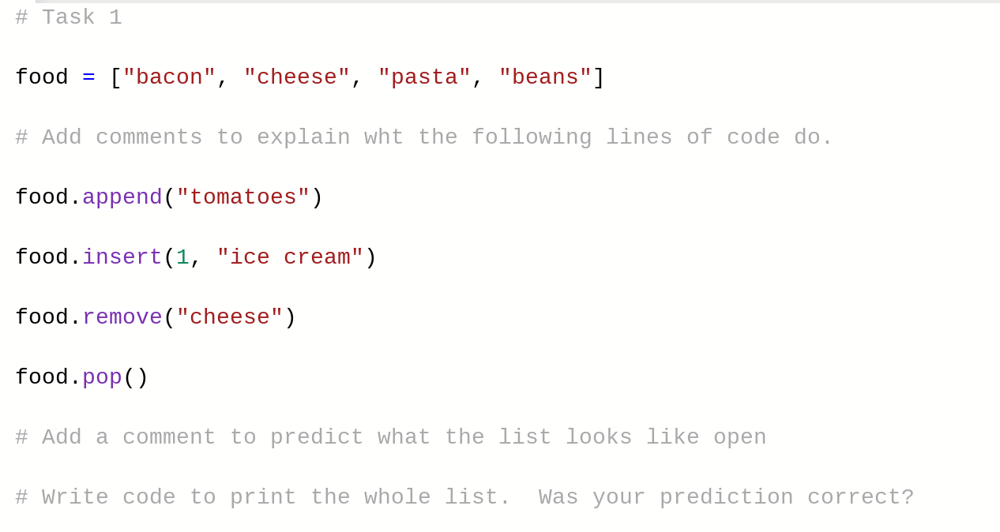 # Task 1
food = ["bacon", "cheese", "pasta", "beans"]
# Add comments to explain wht the following lines of code do.
food.append("tomatoes")
food.insert(1, "ice cream")
food.remove("cheese")
food.pop()
# Add a comment to predict what the list looks like open
# Write code to print the whole list.  Was your prediction correct?